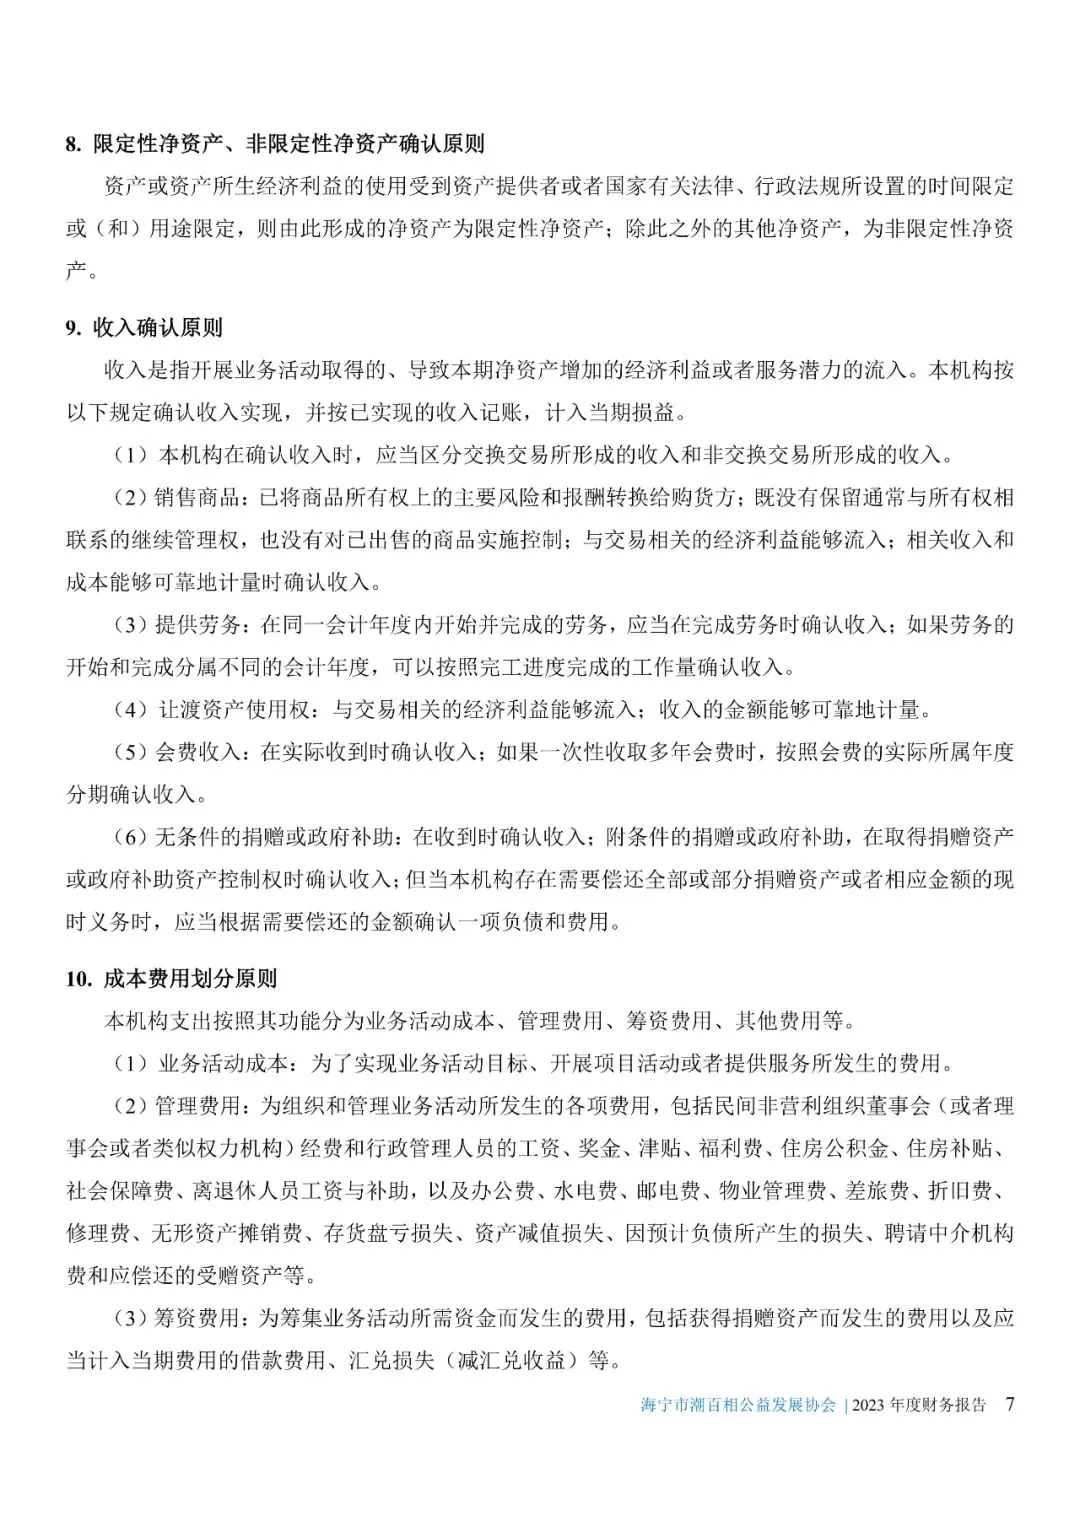 8. 限定性净资产、非限定性净资产确认原则
资产或资产所生经济利益的使用受到资产提供者或者国家有关法律、行政法规所设置的时间限定
或（和）用途限定，则由此形成的净资产为限定性净资产；除此之外的其他净资产，为非限定性净资
产。
9. 收入确认原则
收入是指开展业务活动取得的、导致本期净资产增加的经济利益或者服务潜力的流入。本机构按
以下规定确认收入实现，并按已实现的收入记账，计入当期损益。
（1）本机构在确认收入时，应当区分交换交易所形成的收入和非交换交易所形成的收入。
（2）销售商品：已将商品所有权上的主要风险和报酬转换给购货方；既没有保留通常与所有权相
联系的继续管理权，也没有对已出售的商品实施控制；与交易相关的经济利益能够流入；相关收入和
成本能够可靠地计量时确认收入。
（3）提供劳务：在同一会计年度内开始并完成的劳务，应当在完成劳务时确认收入；如果劳务的
开始和完成分属不同的会计年度，可以按照完工进度完成的工作量确认收入。
（4）让渡资产使用权：与交易相关的经济利益能够流入；收入的金额能够可靠地计量。
（5）会费收入：在实际收到时确认收入；如果一次性收取多年会费时，按照会费的实际所属年度
分期确认收入。
（6）无条件的捐赠或政府补助：在收到时确认收入；附条件的捐赠或政府补助，在取得捐赠资产
或政府补助资产控制权时确认收入；但当本机构存在需要偿还全部或部分捐赠资产或者相应金额的现
时义务时，应当根据需要偿还的金额确认一项负债和费用。
10. 成本费用划分原则
本机构支出按照其功能分为业务活动成本、管理费用、筹资费用、其他费用等。
（1）业务活动成本：为了实现业务活动目标、开展项目活动或者提供服务所发生的费用。
（2）管理费用：为组织和管理业务活动所发生的各项费用，包括民间非营利组织董事会（或者理
事会或者类似权力机构）经费和行政管理人员的工资、奖金、津贴、福利费、住房公积金、住房补贴、
社会保障费、离退休人员工资与补助，以及办公费、水电费、邮电费、物业管理费、差旅费、折旧费、
修理费、无形资产摊销费、存货盘亏损失、资产减值损失、因预计负债所产生的损失、聘请中介机构
费和应偿还的受赠资产等。
（3）筹资费用：为筹集业务活动所需资金而发生的费用，包括获得捐赠资产而发生的费用以及应
当计入当期费用的借款费用、汇兑损失（减汇兑收益）等。
海宁市潮百相公益发展协会 | 2023 年度财务报告 7